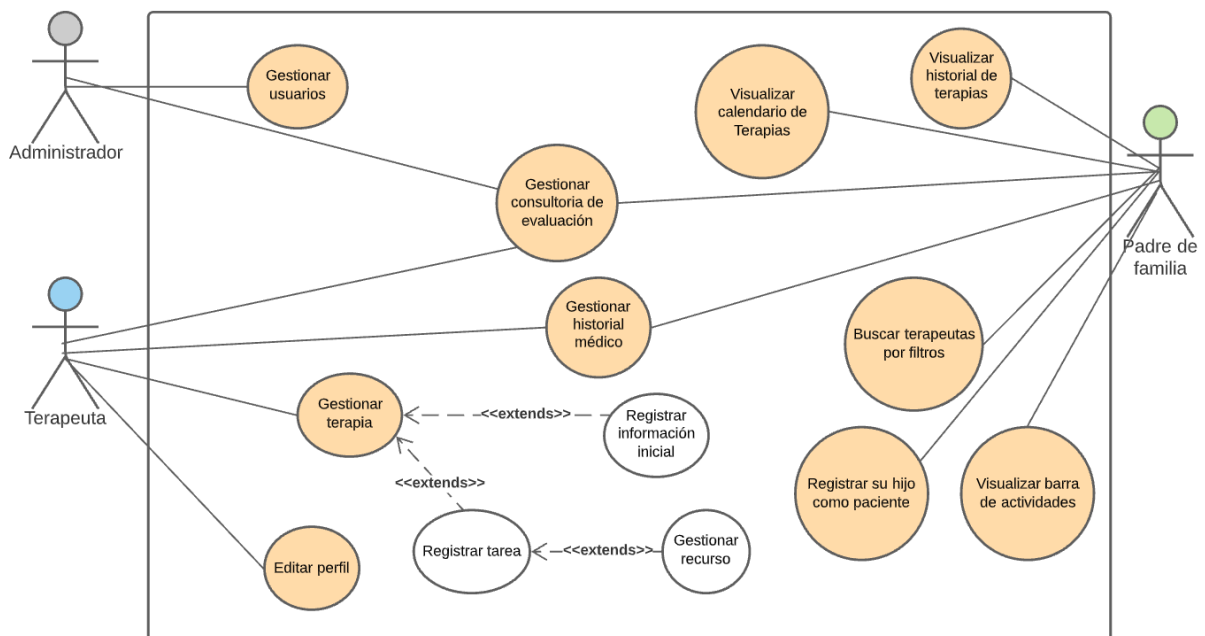 Administrador
Gestionar
usuarios
Visualizar
calendario de
Terapias
Visualizar
historial de
terapias
Padre de
familia
Gestionar
consultoria de
evaluación
Terapeuta
Gestionar
historial
médico
Buscar terapeutas
por filtros
Gestionar
terapia
<<extends>>
Registrar
información
inicial
<<extends>>
Registrar su hijo
como paciente
Visualizar barra
de actividades
Registrar tarea
<<extends>>
Gestionar
recurso
Editar perfil